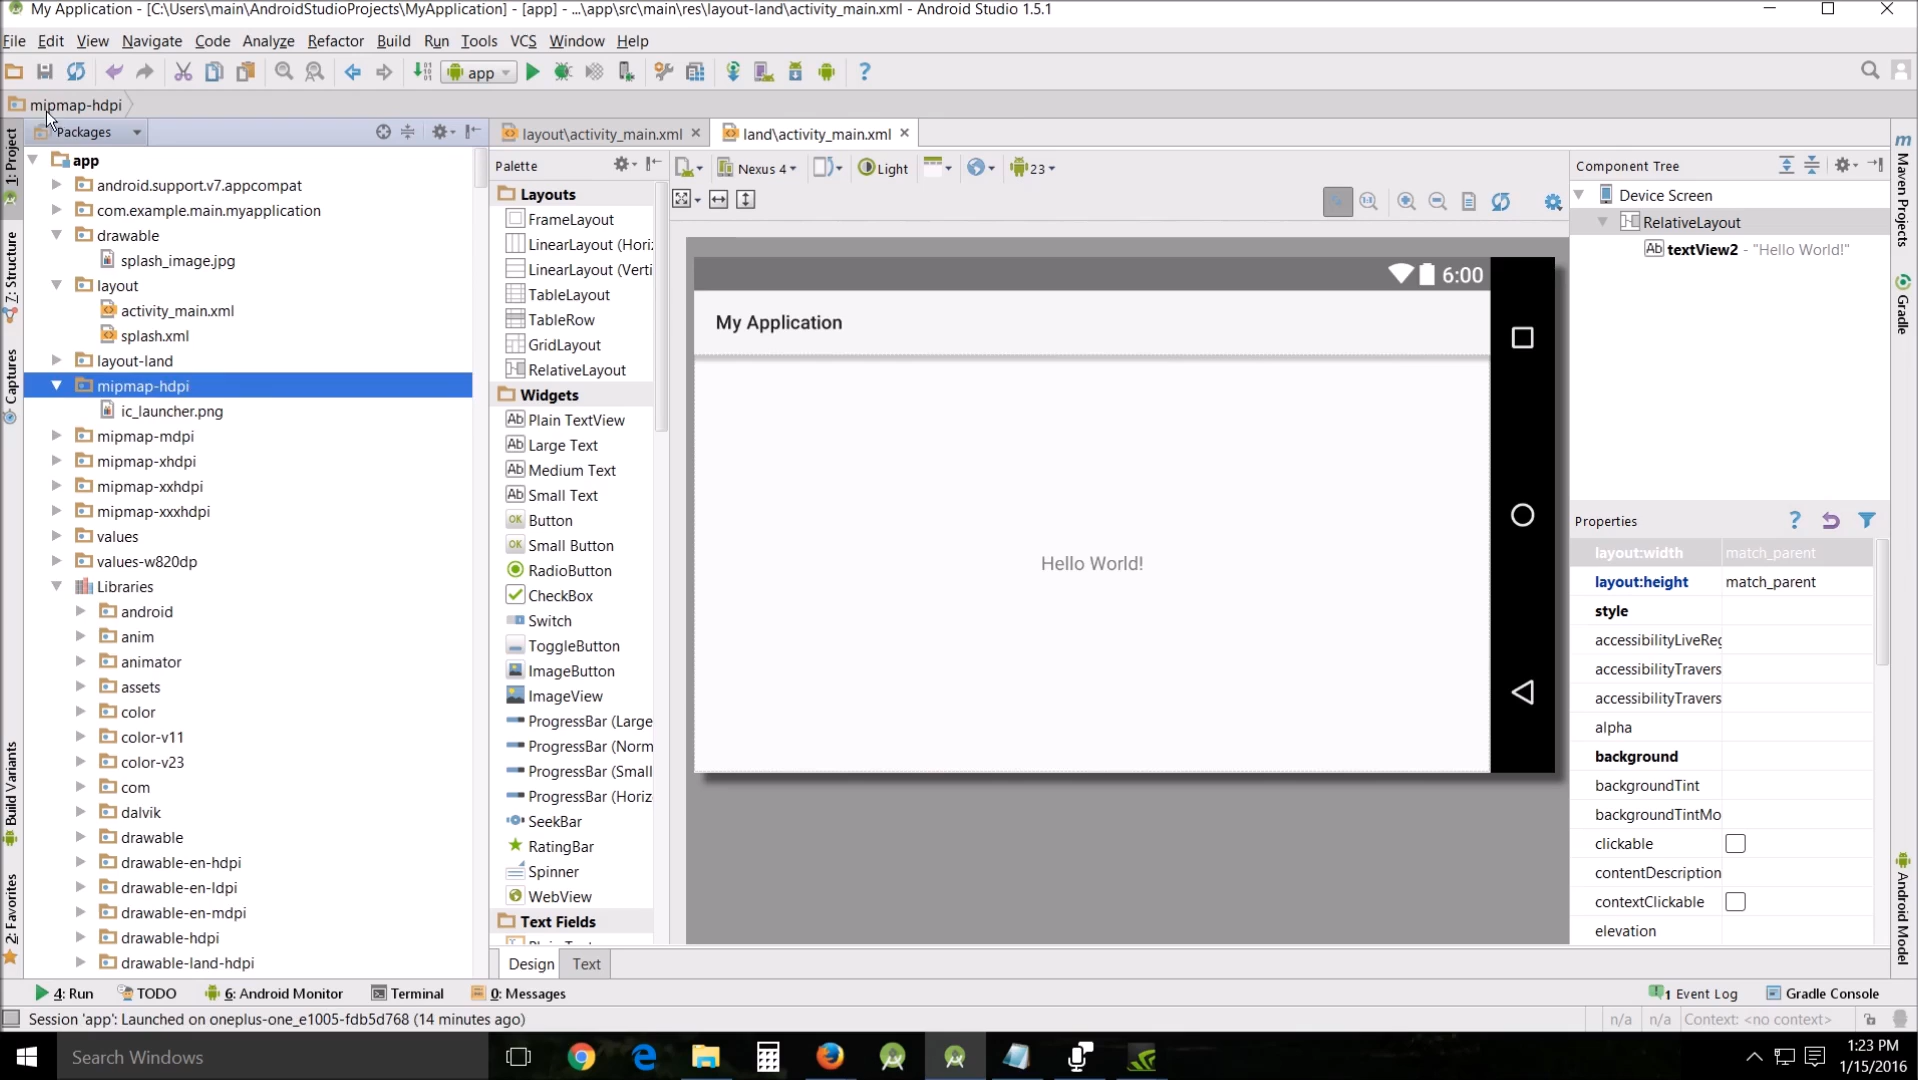 My Application - [C:\Users\main\AndroidStudioProjects\MyApplication] - [app] - ...\app\src\main\res\layout-land\activity_main.xml - Android Studio 1.5.1
File Edit View Navigate Code Analyze Refactor Build Run Tools VCS Window Help
app
mipmap-hdpi
Packages
layout\activity_main.xml
land\activity_main.xml
1: Project
7: Structure
Captures
Build Variants
2: Favorites
app
android.support.v7.appcompat
com.example.main.myapplication
drawable
splash_image.jpg
layout
activity_main.xml
splash.xml
layout-land
mipmap-hdpi
ic_launcher.png
mipmap-mdpi
mipmap-xhdpi
mipmap-xxhdpi
mipmap-xxxhdpi
values
values-w820dp
Libraries
android
anim
animator
assets
color
color-v11
color-v23
com
dalvik
drawable
drawable-en-hdpi
drawable-en-ldpi
drawable-en-mdpi
drawable-hdpi
drawable-land-hdpi
Palette
Layouts
FrameLayout
LinearLayout (Hori:
LinearLayout (Verti
TableLayout
TableRow
GridLayout
RelativeLayout
Widgets
Ab Plain TextView
Ab Large Text
Ab Medium Text
Ab Small Text
OK Button
OK Small Button
RadioButton
CheckBox
Switch
ToggleButton
ImageButton
ImageView
ProgressBar (Large
ProgressBar (Norm
ProgressBar (Small
ProgressBar (Horiz
SeekBar
RatingBar
Spinner
WebView
Text Fields
Nexus 4
Light
23
6:00
My Application
Hello World!
Design Text
Component Tree
Device Screen
RelativeLayout
Ab textView2 - "Hello World!"
Properties
layout:width match_parent
layout:height match_parent
style
accessibilityLiveReg
accessibilityTravers
accessibilityTravers
alpha
background
backgroundTint
backgroundTintMo
clickable
contentDescription
contextClickable
elevation
m Maven Projects
Gradle
Android Model
4: Run TODO 6: Android Monitor Terminal 0: Messages
1 Event Log Gradle Console
Session 'app': Launched on oneplus-one_e1005-fdb5d768 (14 minutes ago)
n/a n/a Context: <no context>
Search Windows
1:23 PM
1/15/2016